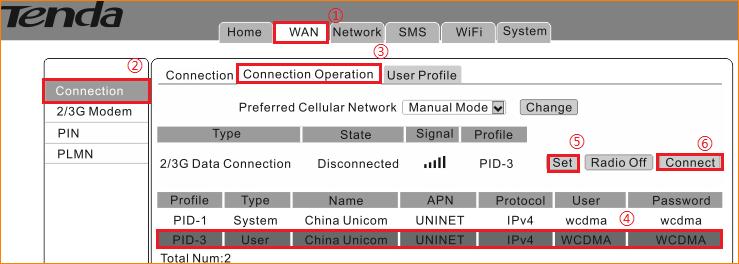 Tenda
①
Home WAN Network SMS WiFi System
③
②
Connection Connection Operation User Profile
Connection
2/3G Modem
PIN
PLMN
Preferred Cellular Network Manual Mode Change
Type State Signal Profile
⑤ ⑥
2/3G Data Connection Disconnected PID-3 Set Radio Off Connect
Profile Type Name APN Protocol User Password
PID-1 System China Unicom UNINET IPv4 wcdma ④ wcdma
PID-3 User China Unicom UNINET IPv4 WCDMA WCDMA
Total Num:2